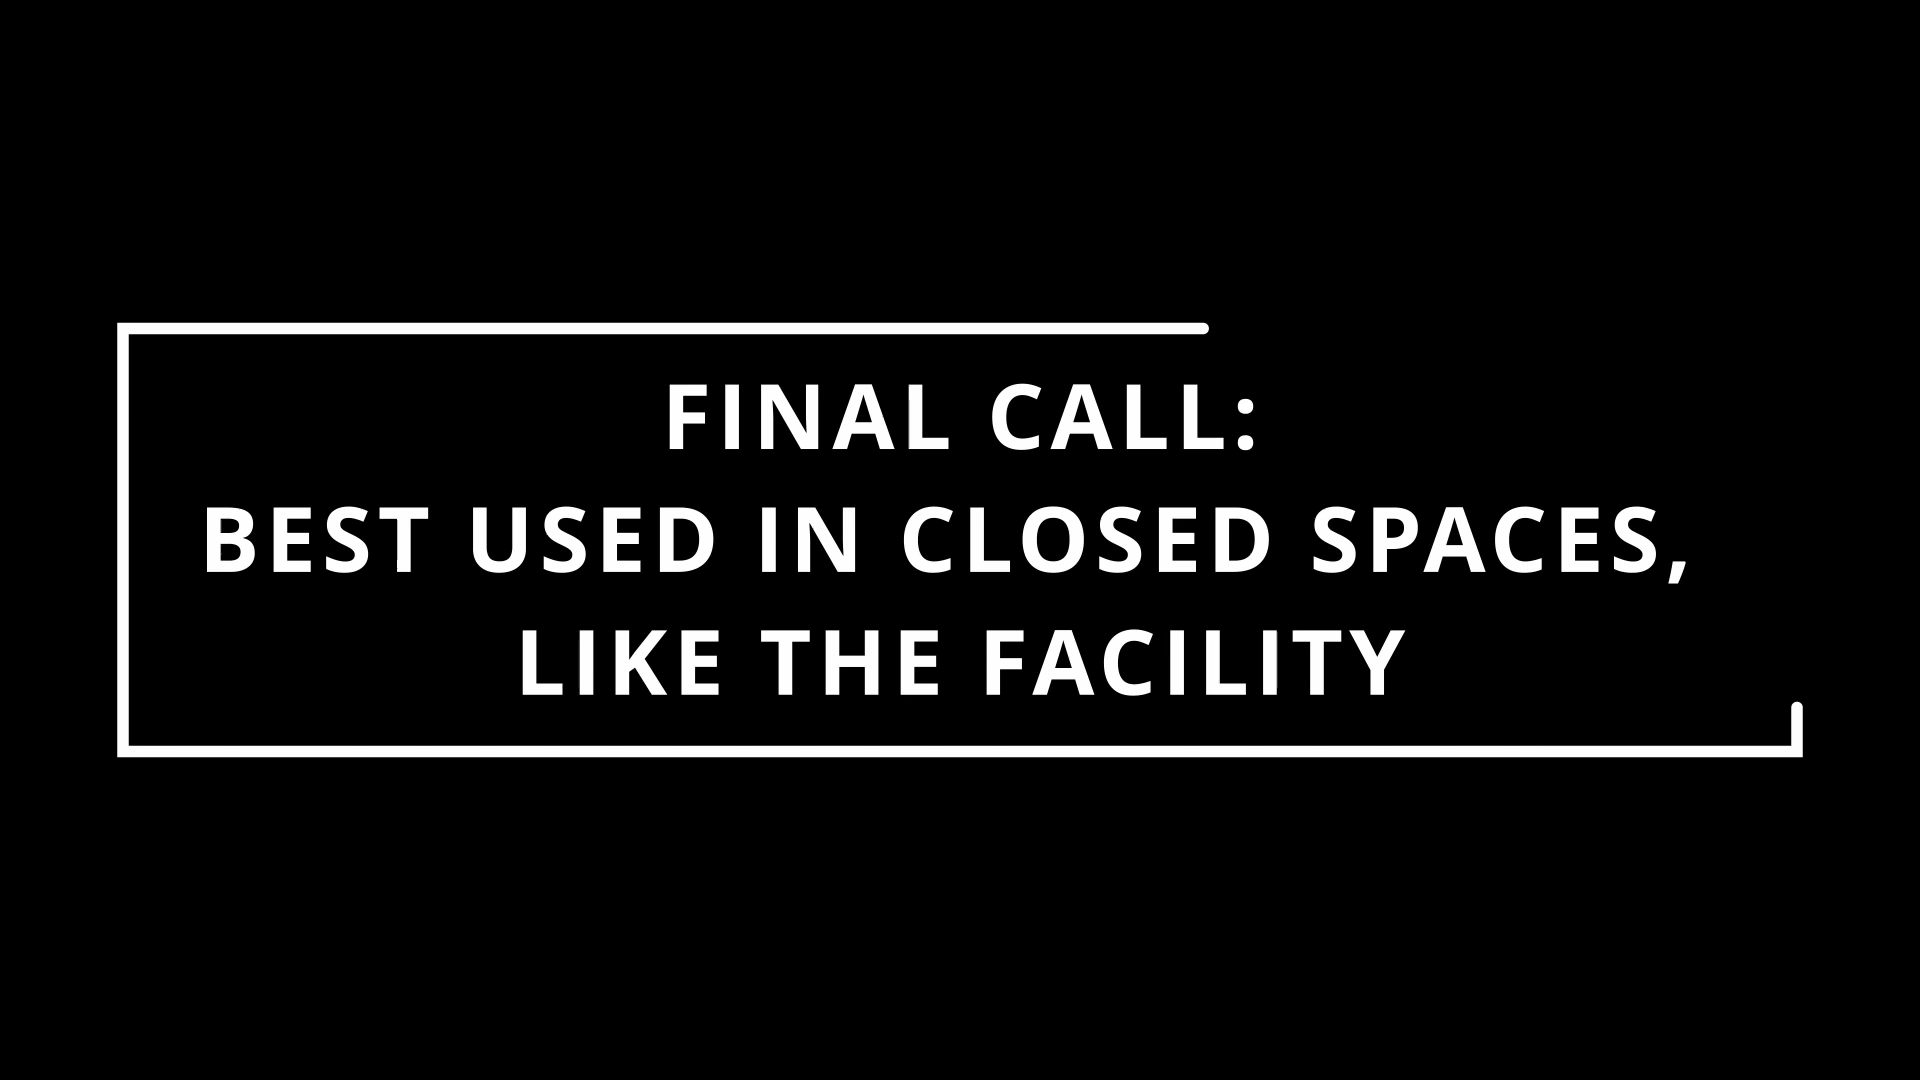 FINAL CALL:
BEST USED IN CLOSED SPACES,
LIKE THE FACILITY